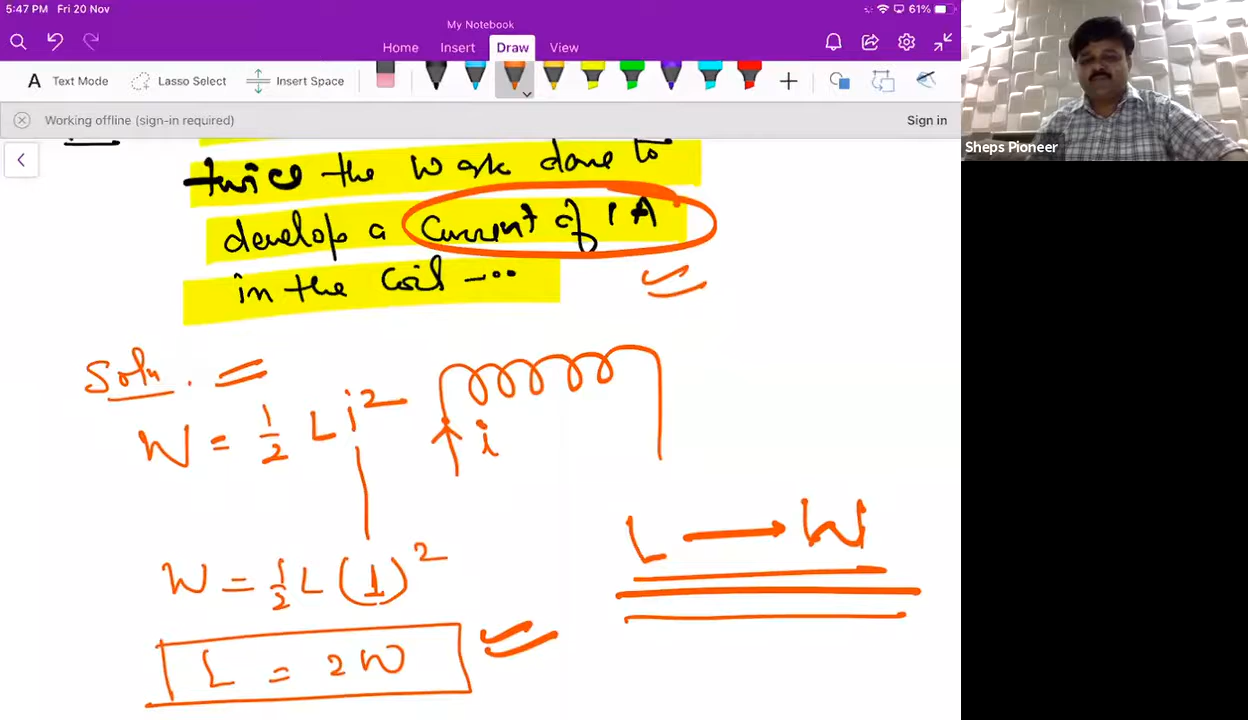 5:47 PM Fri 20 Nov
61%
My Notebook
Home Insert Draw View
A Text Mode Lasso Select Insert Space
Working offline (sign-in required)
Sign in
Sheps Pioneer
twice the work done to
develop a current of 1 A
in the coil ...
Soln.
W = 1/2 Li²
i
L → W
W = 1/2 L (1)²
L = 2W